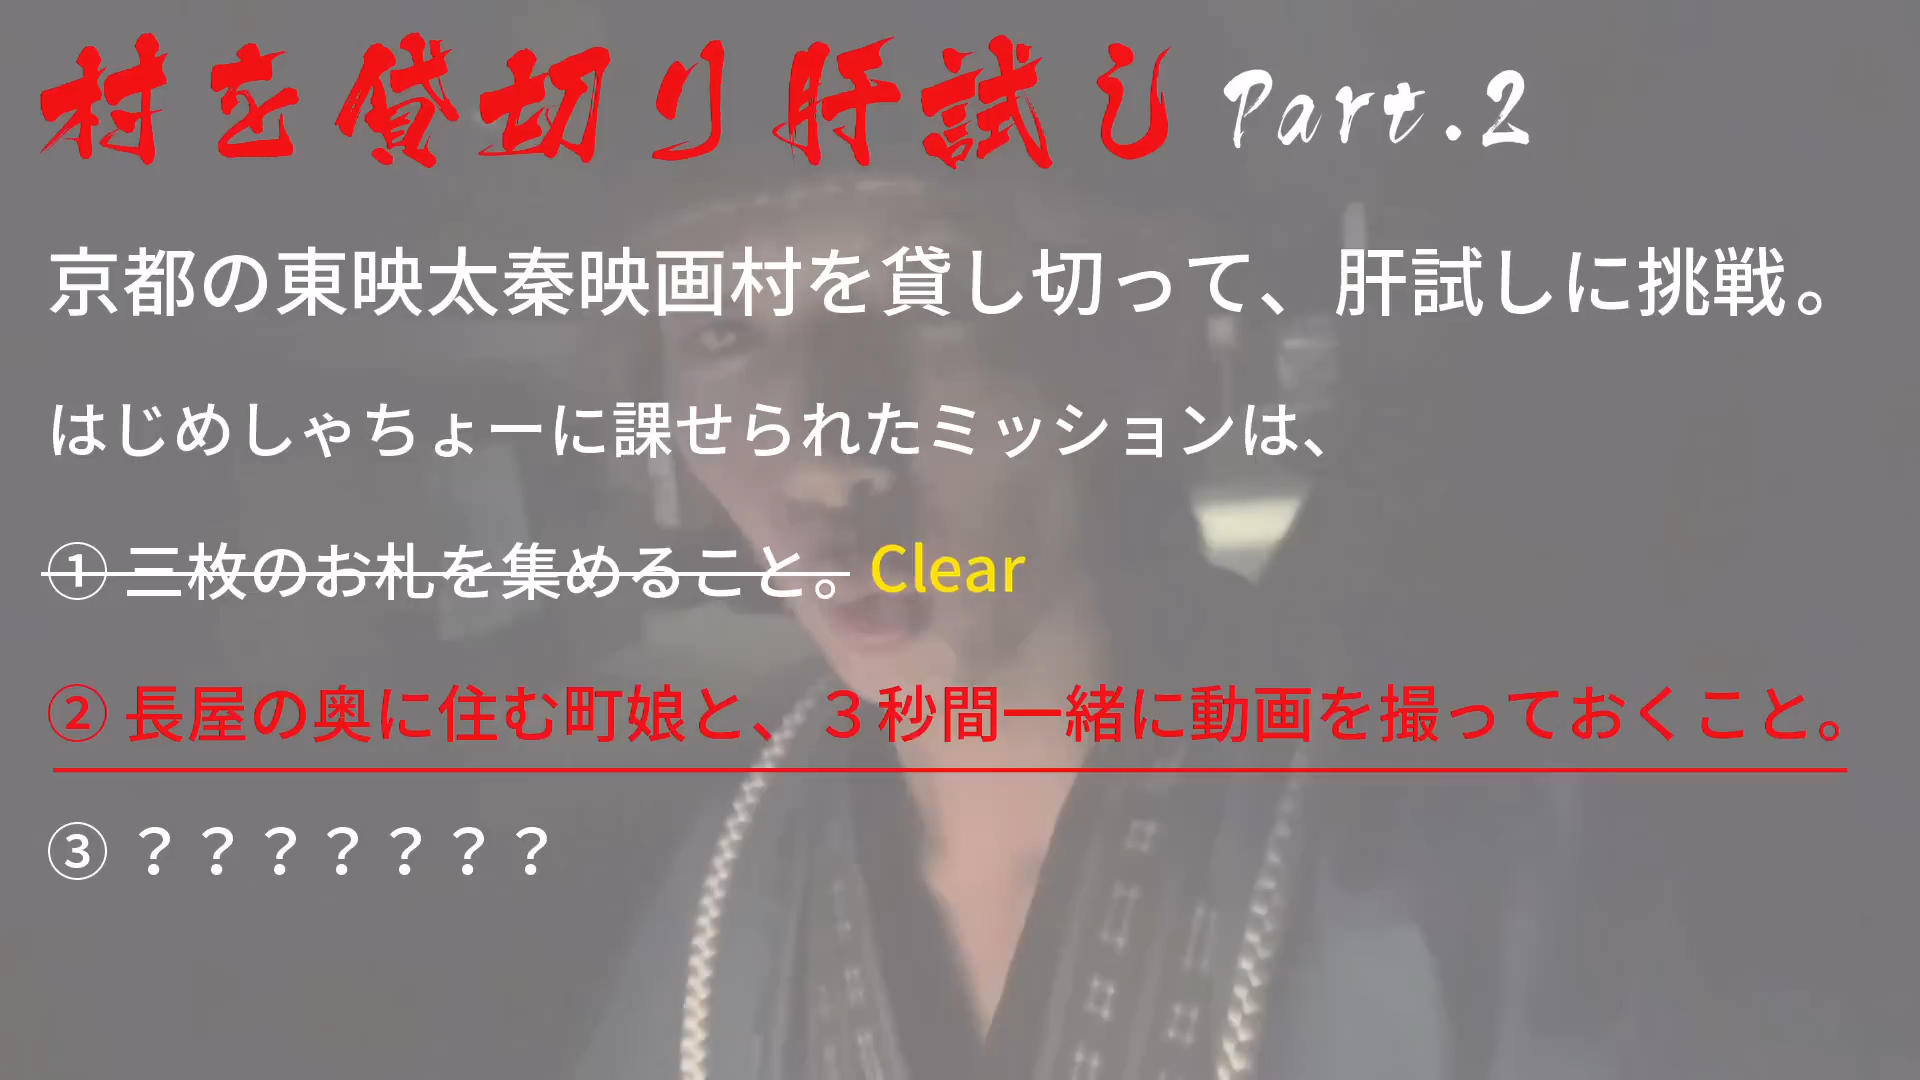 村を貸切り肝試し Part.2
京都の東映太秦映画村を貸し切って、肝試しに挑戦。
はじめしゃちょーに課せられたミッションは、
① 三枚のお札を集めること。 Clear
② 長屋の奥に住む町娘と、３秒間一緒に動画を撮っておくこと。
③ ？？？？？？？